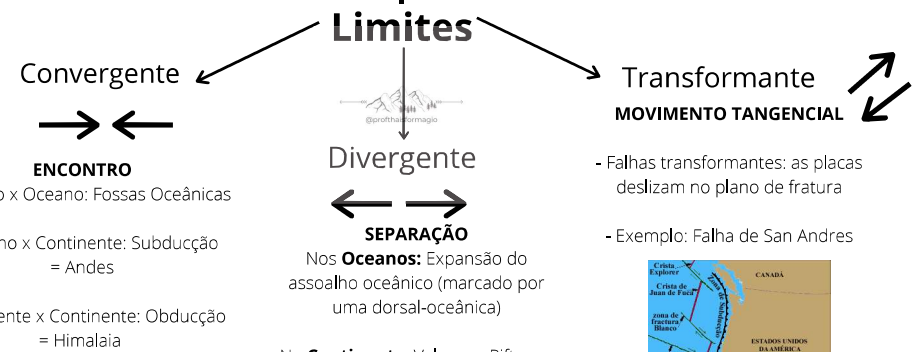 Limites
Convergente
ENCONTRO
x Oceano: Fossas Oceânicas
x Continente: Subducção
= Andes
x Continente: Obducção
= Himalaia
@profthaisformagio
Divergente
SEPARAÇÃO
Nos Oceanos: Expansão do
assoalho oceânico (marcado por
uma dorsal-oceânica)
Transformante
MOVIMENTO TANGENCIAL
- Falhas transformantes: as placas
deslizam no plano de fratura
- Exemplo: Falha de San Andres
Crista
Explorer
Crista de
Juan de Fuca
zona de
fractura
Blanco
Zona de Subducção
CANADÁ
ESTADOS UNIDOS
DA AMÉRICA